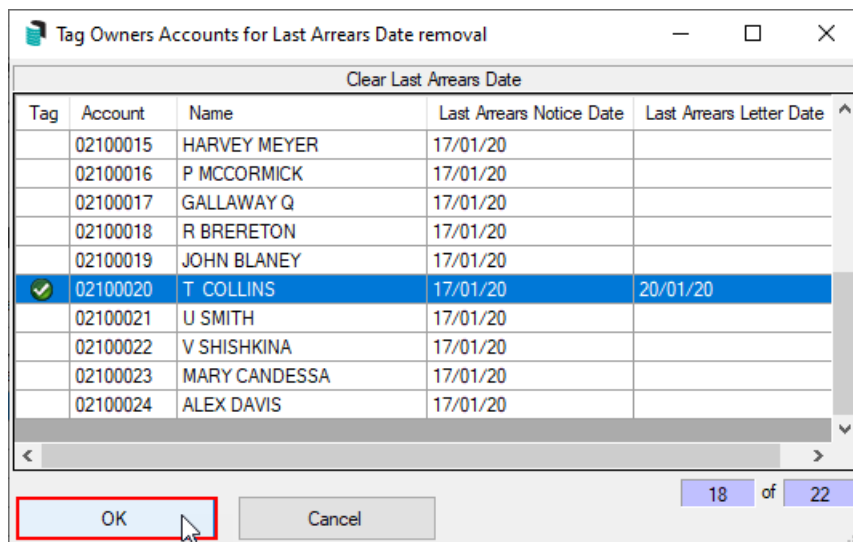 Tag Owners Accounts for Last Arrears Date removal
Clear Last Arrears Date
Tag Account Name Last Arrears Notice Date Last Arrears Letter Date
02100015 HARVEY MEYER 17/01/20
02100016 P MCCORMICK 17/01/20
02100017 GALLAWAY Q 17/01/20
02100018 R BRERETON 17/01/20
02100019 JOHN BLANEY 17/01/20
02100020 T COLLINS 17/01/20 20/01/20
02100021 U SMITH 17/01/20
02100022 V SHISHKINA 17/01/20
02100023 MARY CANDESSA 17/01/20
02100024 ALEX DAVIS 17/01/20
18 of 22
OK Cancel